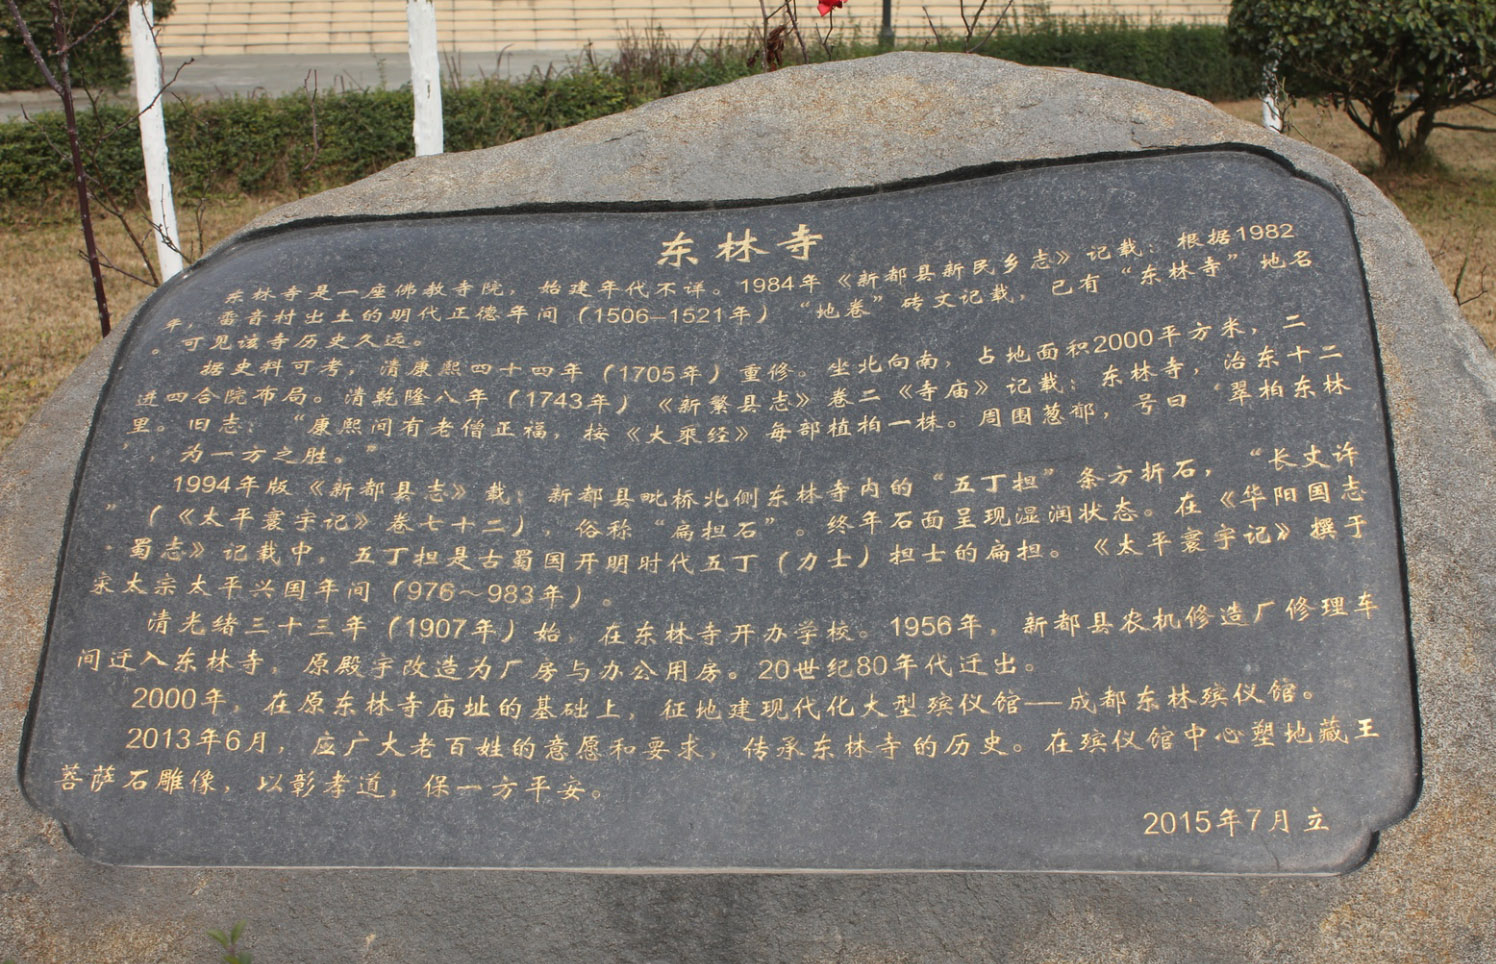 东林寺
东林寺是一座佛教寺院，始建年代不详。1984年《新都县新民乡志》记载：根据1982
年，雷音村出土的明代正德年间（1506—1521年）“地卷”砖文记载，已有“东林寺”地名
。可见该寺历史久远。
据史料可考，清康熙四十四年（1705年）重修。坐北向南，占地面积2000平方米，二
进四合院布局。清乾隆八年（1743年）《新繁县志》卷二《寺庙》记载：东林寺，治东十二
里。旧志：“康熙间有老僧正福，按《大乘经》每部植柏一株。周围葱郁，号曰‘翠柏东林
’，为一方之胜。”
1994年版《新都县志》载：新都县毗桥北侧东林寺内的“五丁担”条方折石，“长丈许
”（《太平寰宇记》卷七十二），俗称“扁担石”。终年石面呈现湿润状态。在《华阳国志
·蜀志》记载中，五丁担是古蜀国开明时代五丁（力士）担土的扁担。《太平寰宇记》撰于
宋太宗太平兴国年间（976～983年）。
清光绪三十三年（1907年）始，在东林寺开办学校。1956年，新都县农机修造厂修理车
间迁入东林寺，原殿宇改造为厂房与办公用房。20世纪80年代迁出。
2000年，在原东林寺庙址的基础上，征地建现代化大型殡仪馆—成都东林殡仪馆。
2013年6月，应广大老百姓的意愿和要求，传承东林寺的历史。在殡仪馆中心塑地藏王
菩萨石雕像，以彰孝道，保一方平安。
2015年7月立